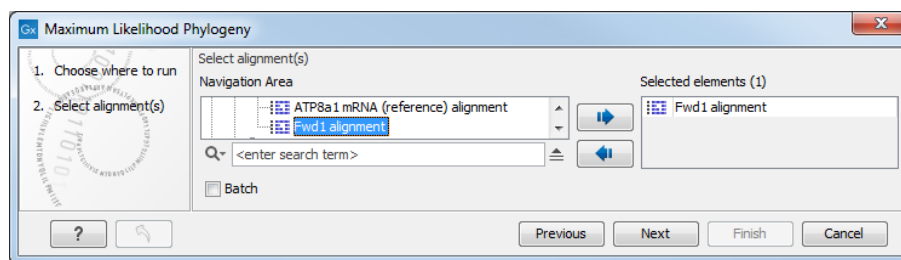 Gx Maximum Likelihood Phylogeny
1. Choose where to run
2. Select alignment(s)
Select alignment(s)
Navigation Area
ATP8a1 mRNA (reference) alignment
Fwd1 alignment
<enter search term>
Batch
Selected elements (1)
Fwd1 alignment
?
Previous
Next
Finish
Cancel